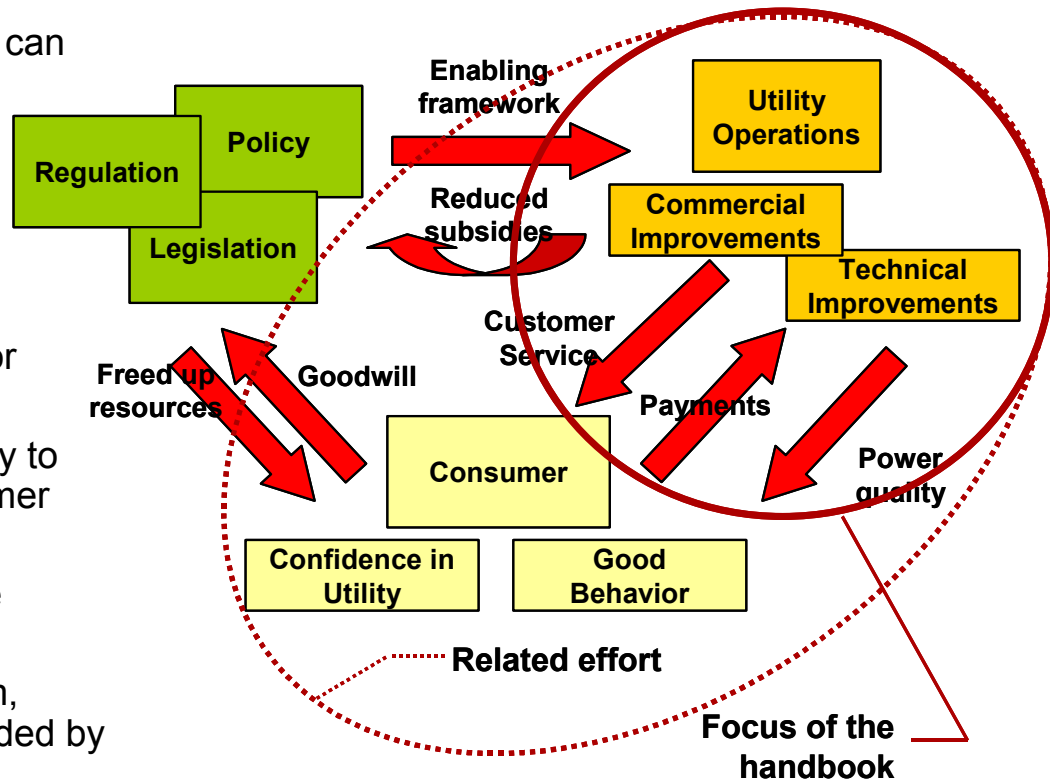 can
or
y to
mer
e
n,
ded by
Enabling
framework
Policy
Regulation
Legislation
Reduced
subsidies
Utility
Operations
Commercial
Improvements
Technical
Improvements
Customer
Service
Freed up
resources
Goodwill
Payments
Power
quality
Consumer
Confidence in
Utility
Good
Behavior
Related effort
Focus of the
handbook